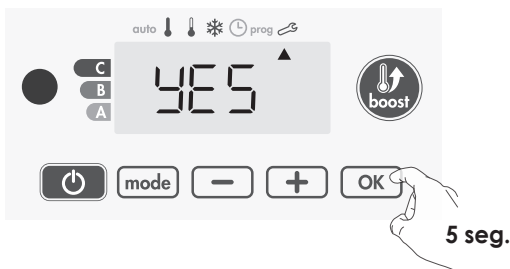 auto prog
C
B
A
YES
boost
mode − + OK
5 seg.